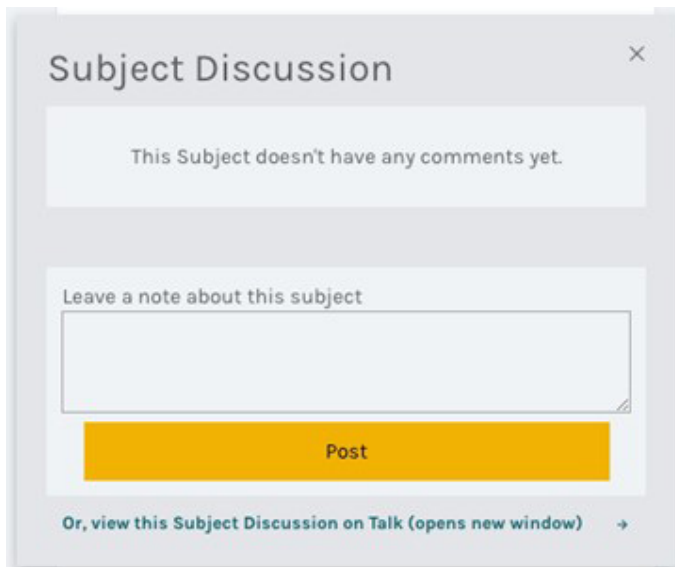 Subject Discussion
This Subject doesn't have any comments yet.
Leave a note about this subject
Post
Or, view this Subject Discussion on Talk (opens new window) →